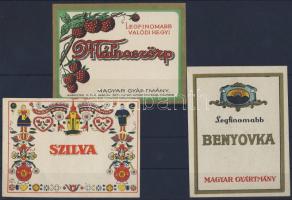 LEGFINOMABB
VALÓDI HEGYI
Málnaszörp
MAGYAR GYÁRTMÁNY
SZILVA
Legfinomabb
BENYOVKA
MAGYAR GYÁRTMÁNY